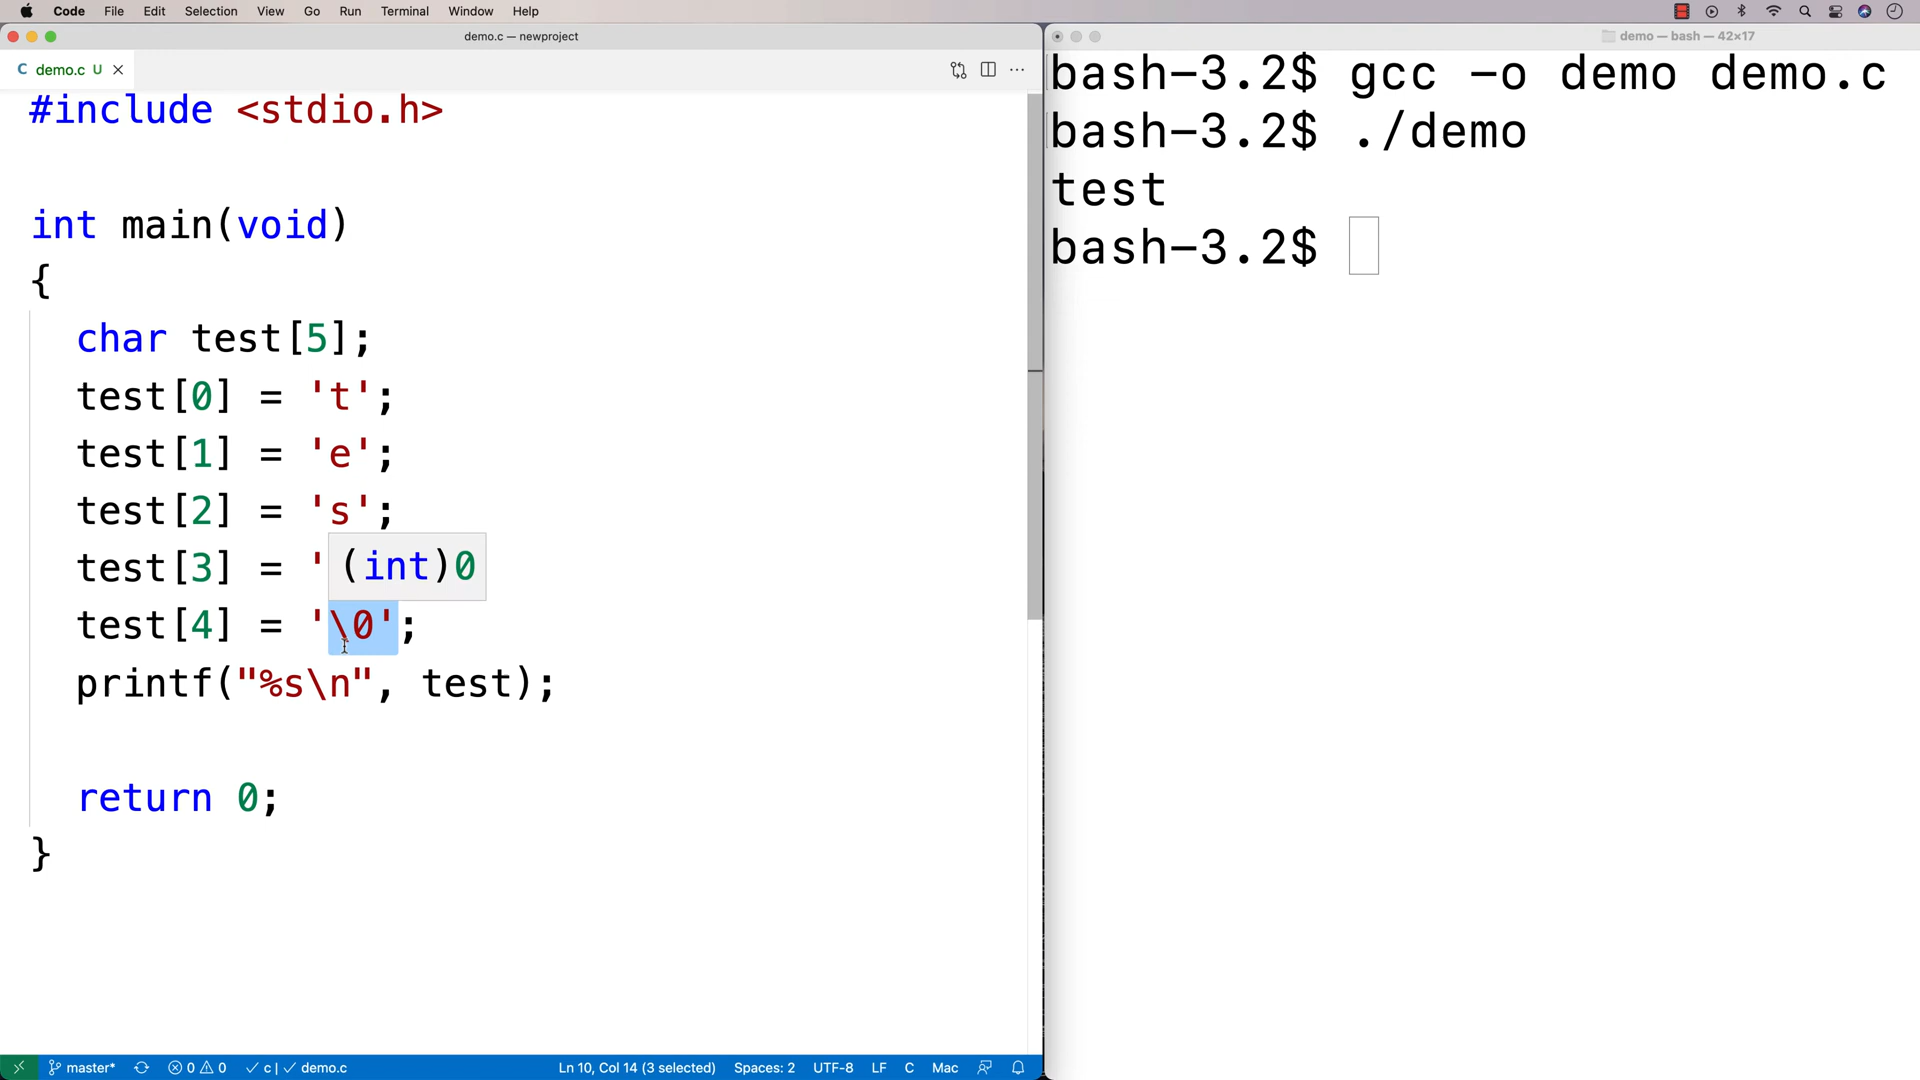 Code File Edit Selection View Go Run Terminal Window Help
demo.c — newproject
C demo.c U
#include <stdio.h>
int main(void)
{
char test[5];
test[0] = 't';
test[1] = 'e';
test[2] = 's';
test[3] = '
(int)0
test[4] = '\0';
printf("%s\n", test);
return 0;
}
master* 0 0 c | demo.c Ln 10, Col 14 (3 selected) Spaces: 2 UTF-8 LF C Mac
demo — bash — 42×17
bash-3.2$ gcc -o demo demo.c
bash-3.2$ ./demo
test
bash-3.2$